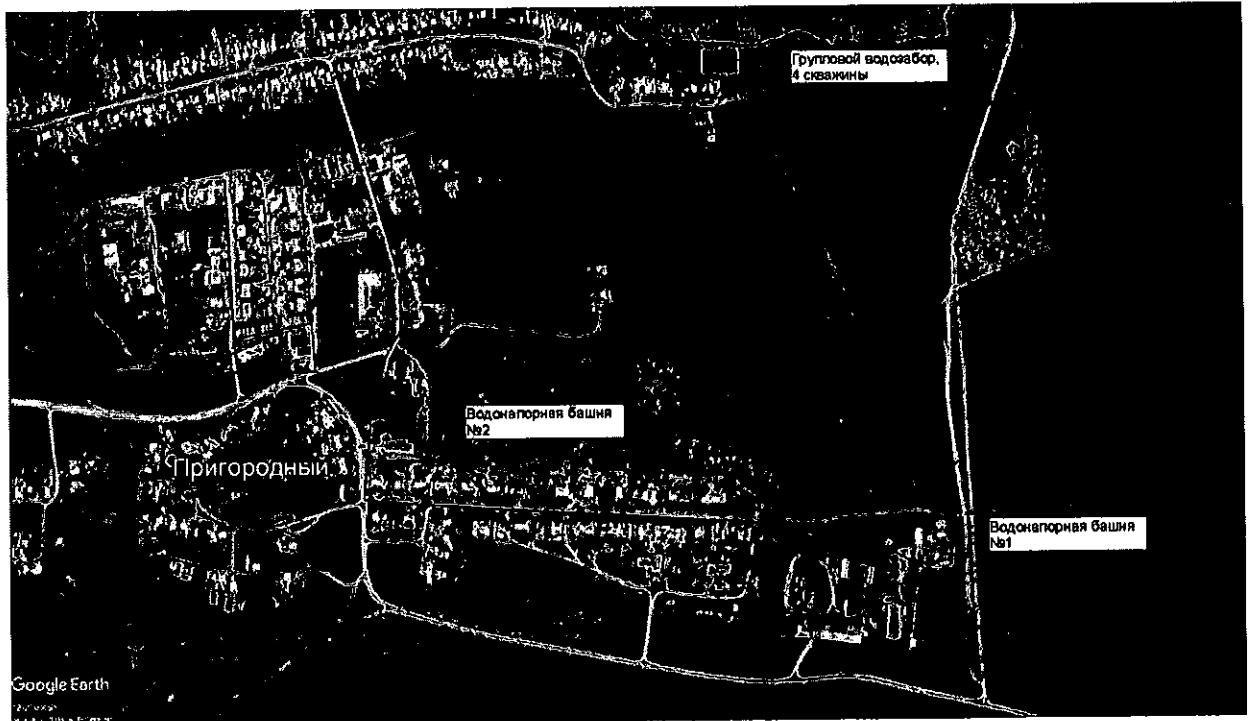 Групповой водозабор,
4 скважины
Водонапорная башня
№2
Пригородный
Водонапорная башня
№1
Google Earth